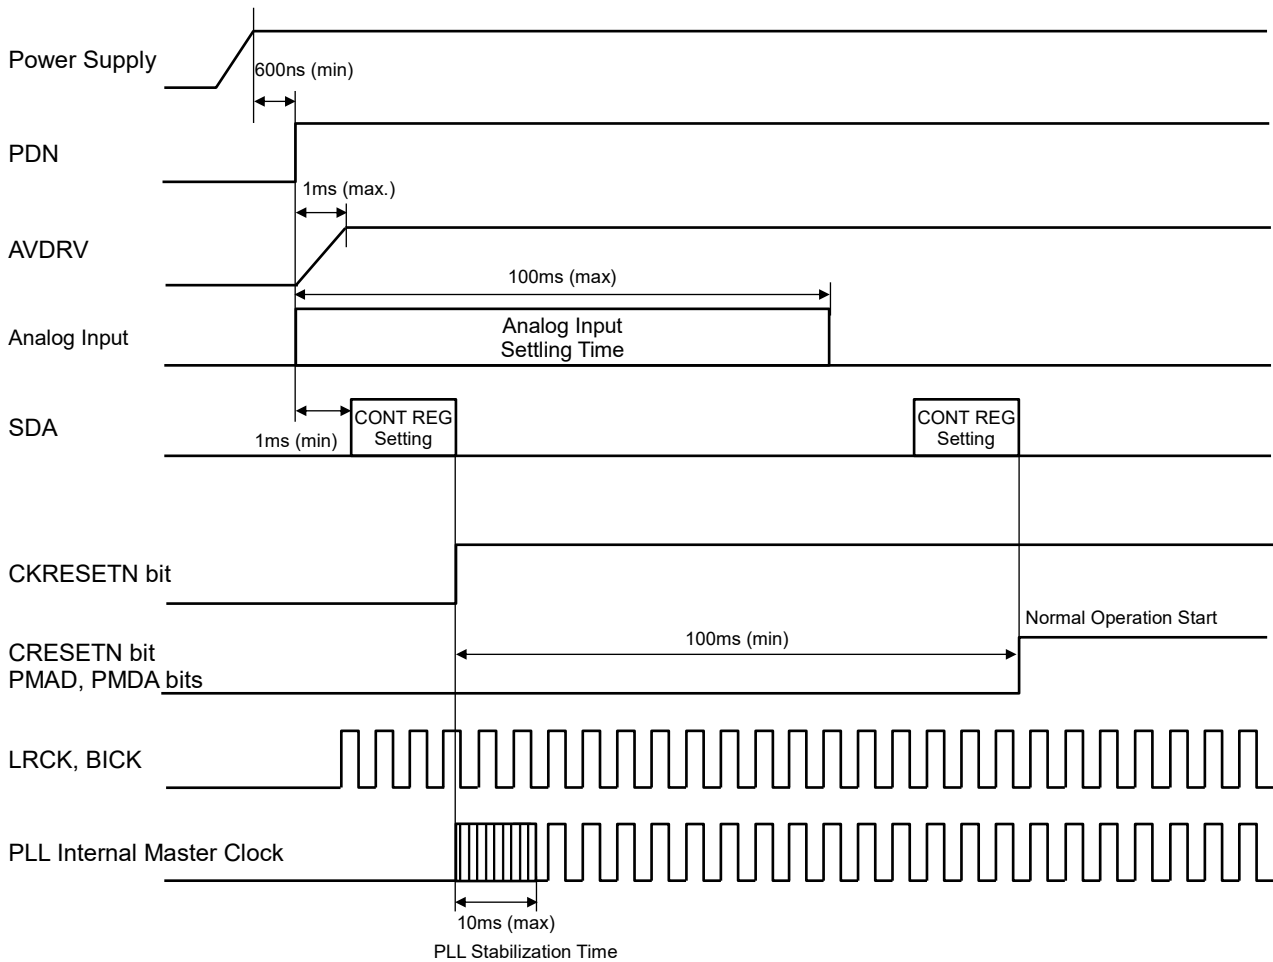 Power Supply
600ns (min)
PDN
1ms (max.)
AVDRV
100ms (max)
Analog Input
Analog Input
Settling Time
SDA
1ms (min)
CONT REG
Setting
CONT REG
Setting
CKRESETN bit
Normal Operation Start
100ms (min)
CRESETN bit
PMAD, PMDA bits
LRCK, BICK
PLL Internal Master Clock
10ms (max)
PLL Stabilization Time